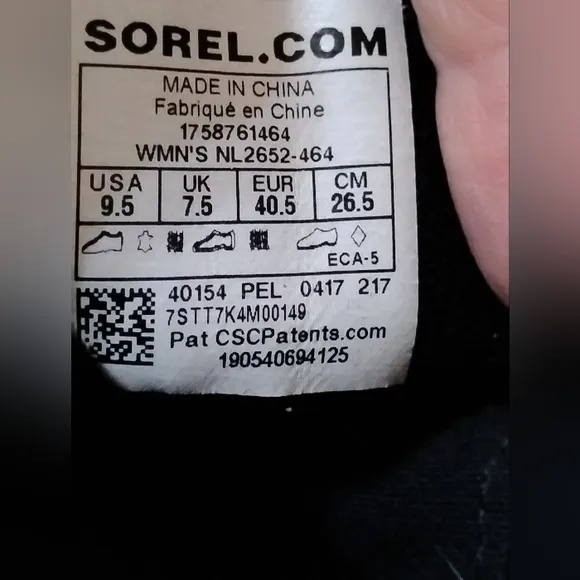 SOREL.COM
MADE IN CHINA
Fabriqué en Chine
1758761464
WMN'S NL2652-464
USA UK EUR CM
9.5 7.5 40.5 26.5
ECA-5
40154 PEL 0417 217
7STT7K4M00149
Pat CSCPatents.com
190540694125